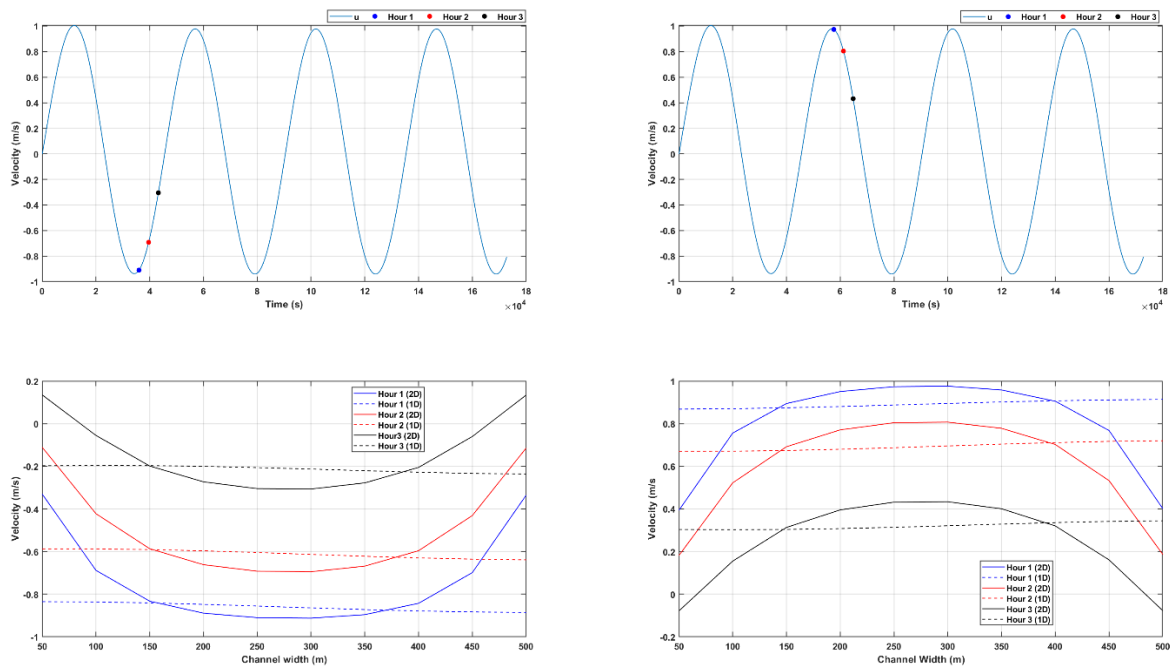 u Hour 1 Hour 2 Hour 3
1
0.8
0.6
0.4
0.2
0
-0.2
-0.4
-0.6
-0.8
-1
Velocity (m/s)
0 2 4 6 8 10 12 14 16 18
Time (s)
×10⁴
u Hour 1 Hour 2 Hour 3
1
0.8
0.6
0.4
0.2
0
-0.2
-0.4
-0.6
-0.8
-1
Velocity (m/s)
0 2 4 6 8 10 12 14 16 18
Time (s)
×10⁴
0.2
0
-0.2
-0.4
-0.6
-0.8
-1
Velocity (m/s
Hour 1 (2D)
Hour 1 (1D)
Hour 2 (2D)
Hour 2 (1D)
Hour3 (2D)
Hour 3 (1D)
50 100 150 200 250 300 350 400 450 500
Channel width (m)
1
0.8
0.6
0.4
0.2
0
-0.2
Velocity (m/s
Hour 1 (2D)
Hour 1 (1D)
Hour 2 (2D)
Hour 2 (1D)
Hour 3 (2D)
Hour 3 (1D)
50 100 150 200 250 300 350 400 450 500
Channel Width (m)